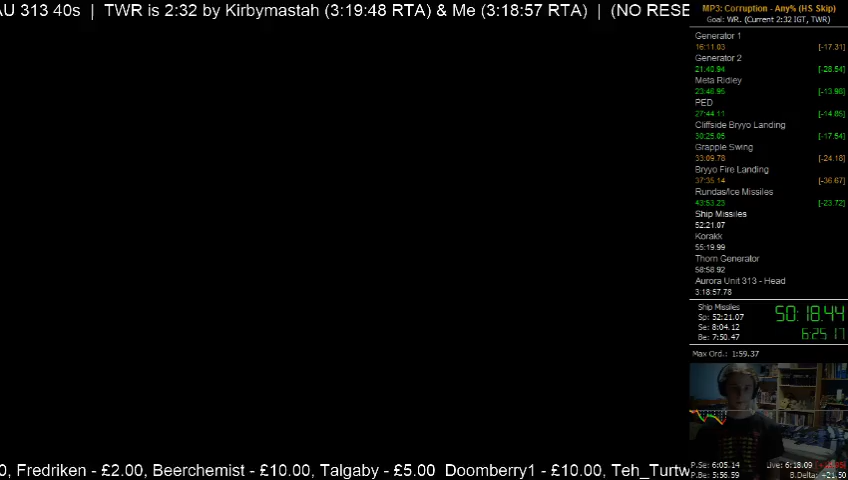 AU 313 40s | TWR is 2:32 by Kirbymastah (3:19:48 RTA) & Me (3:18:57 RTA) | (NO RESE
MP3: Corruption - Any% (HS Skip)
Goal: WR. (Current 2:32 IGT, TWR)
Generator 1
16:11.03 [-17.31]
Generator 2
21:40.94 [-28.54]
Meta Ridley
23:46.95 [-13.98]
PED
27:44.11 [-14.85]
Cliffside Bryyo Landing
30:25.05 [-17.54]
Grapple Swing
33:09.78 [-24.18]
Bryyo Fire Landing
37:35.14 [-36.67]
Rundas/Ice Missiles
43:53.23 [-23.72]
Ship Missiles
52:21.07
Korakk
55:19.99
Thorn Generator
58:58.92
Aurora Unit 313 - Head
3:18:57.78
Ship Missiles
Sp: 52:21.07
Se: 8:04.12
Be: 7:50.47
50:18.44
6:25.17
Max Ord.: 1:59.37
P.Se: 6:05.14 Live: 6:18.09
P.Be: 5:56.59 B.Delta: +21.50
0, Fredriken - £2.00, Beerchemist - £10.00, Talgaby - £5.00 Doomberry1 - £10.00, Teh_Turtw